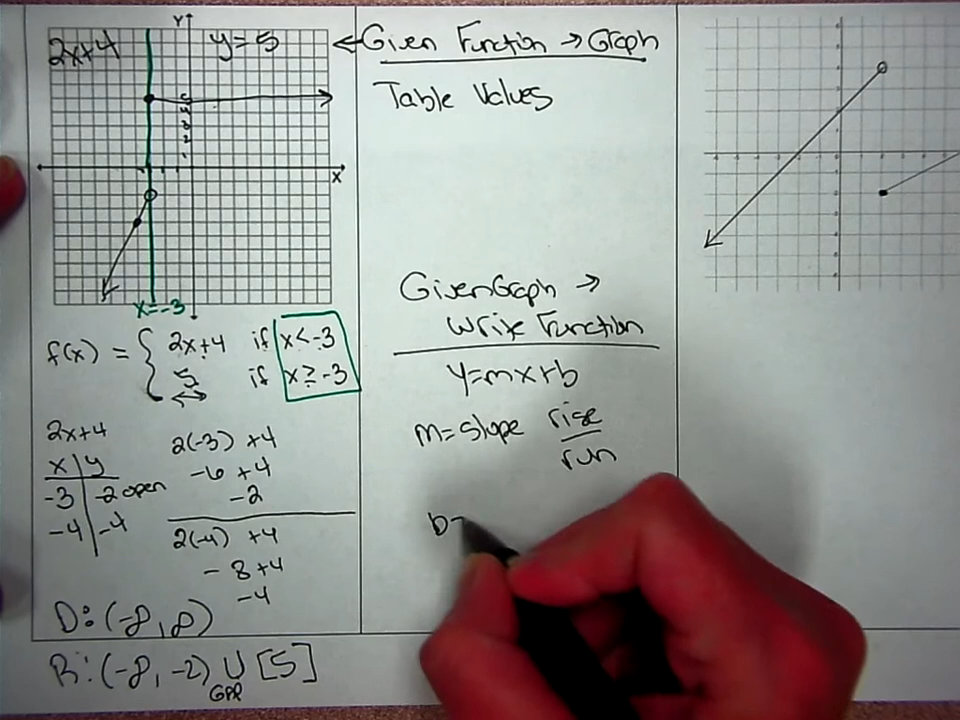 2x+4
y=5
Y
X
x=-3
f(x) = { 2x+4 if x<-3
5 if x≥-3
2x+4
x | y
-3 | -2 open
-4 | -4
2(-3) +4
-6 +4
-2
2(-4) +4
-8+4
-4
D: (-∞, ∞)
R: (-∞, -2) U [5]
GAP
← Given Function → Graph
Table Values
Given Graph →
Write Function
y=mx+b
m=slope rise
run
b=